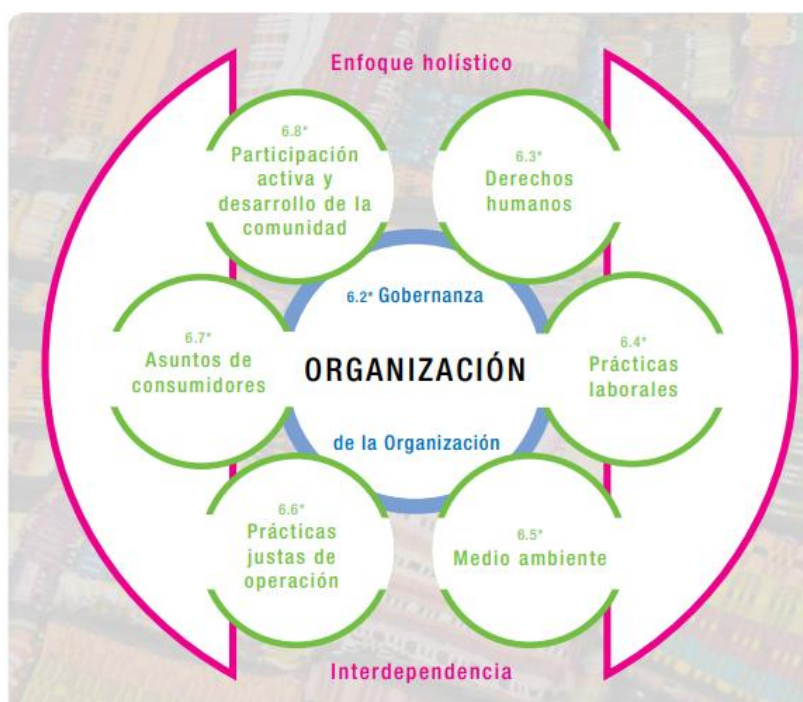 Enfoque holístico
6.8*
Participación
activa y
desarrollo de la
comunidad
6.3*
Derechos
humanos
6.2* Gobernanza
6.7*
Asuntos de
consumidores
ORGANIZACIÓN
6.4*
Prácticas
laborales
de la Organización
6.6*
Prácticas
justas de
operación
6.5*
Medio ambiente
Interdependencia